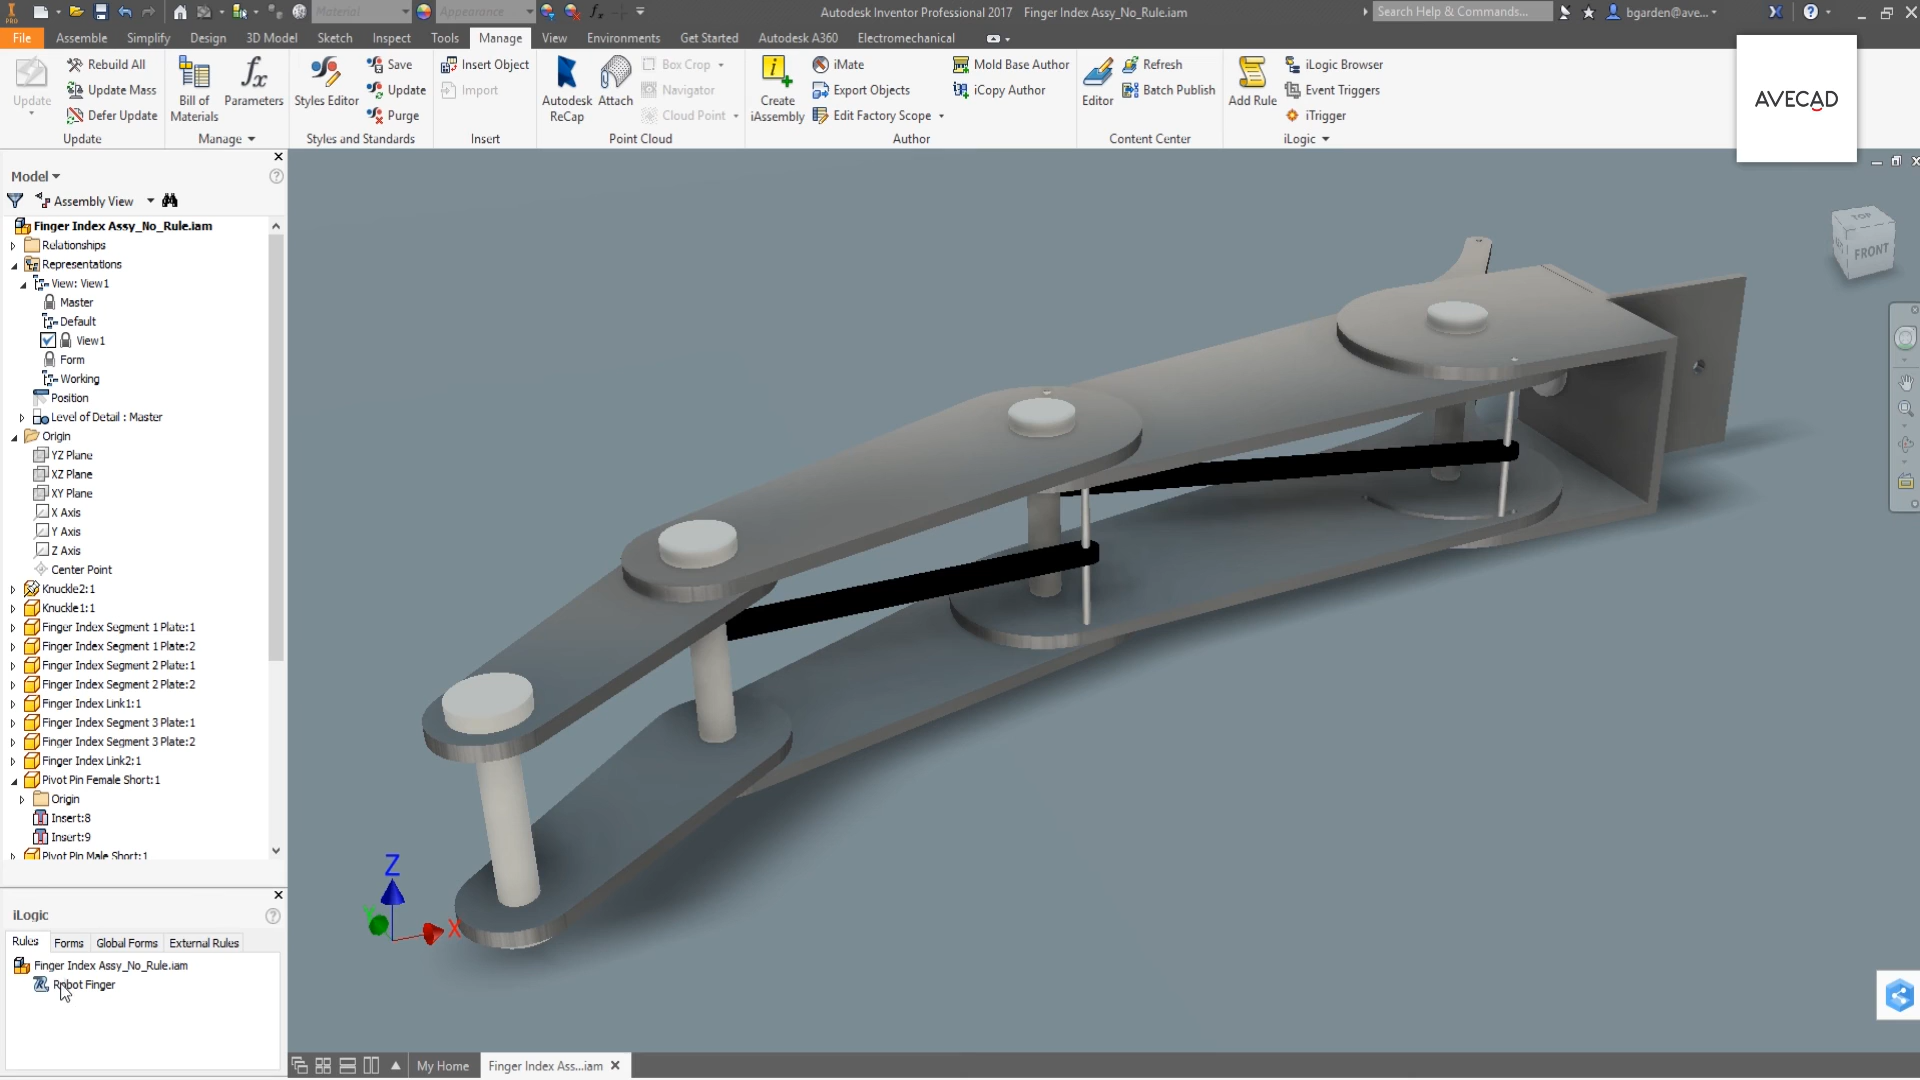 PRO Material Appearance Autodesk Inventor Professional 2017 Finger Index Assy_No_Rule.iam Search Help & Commands... bgarden@ave...
File Assemble Simplify Design 3D Model Sketch Inspect Tools Manage View Environments Get Started Autodesk A360 Electromechanical
Update
Rebuild All
Update Mass
Defer Update
Update
Bill of
Materials
Parameters
Manage
Styles Editor
Save
Update
Purge
Styles and Standards
Insert Object
Import
Insert
Autodesk
ReCap
Attach
Box Crop
Navigator
Cloud Point
Point Cloud
Create
iAssembly
iMate
Export Objects
Edit Factory Scope
Mold Base Author
iCopy Author
Author
Editor
Refresh
Batch Publish
Content Center
Add Rule
iLogic Browser
Event Triggers
iTrigger
iLogic
AVECAD
TOP
FRONT
Model
Assembly View
Finger Index Assy_No_Rule.iam
Relationships
Representations
View: View1
Master
Default
View1
Form
Working
Position
Level of Detail : Master
Origin
YZ Plane
XZ Plane
XY Plane
X Axis
Y Axis
Z Axis
Center Point
Knuckle2:1
Knuckle1:1
Finger Index Segment 1 Plate:1
Finger Index Segment 1 Plate:2
Finger Index Segment 2 Plate:1
Finger Index Segment 2 Plate:2
Finger Index Link1:1
Finger Index Segment 3 Plate:1
Finger Index Segment 3 Plate:2
Finger Index Link2:1
Pivot Pin Female Short:1
Origin
Insert:8
Insert:9
Pivot Pin Male Short:1
Z
Y
X
iLogic
Rules Forms Global Forms External Rules
Finger Index Assy_No_Rule.iam
Robot Finger
My Home Finger Index Ass...iam